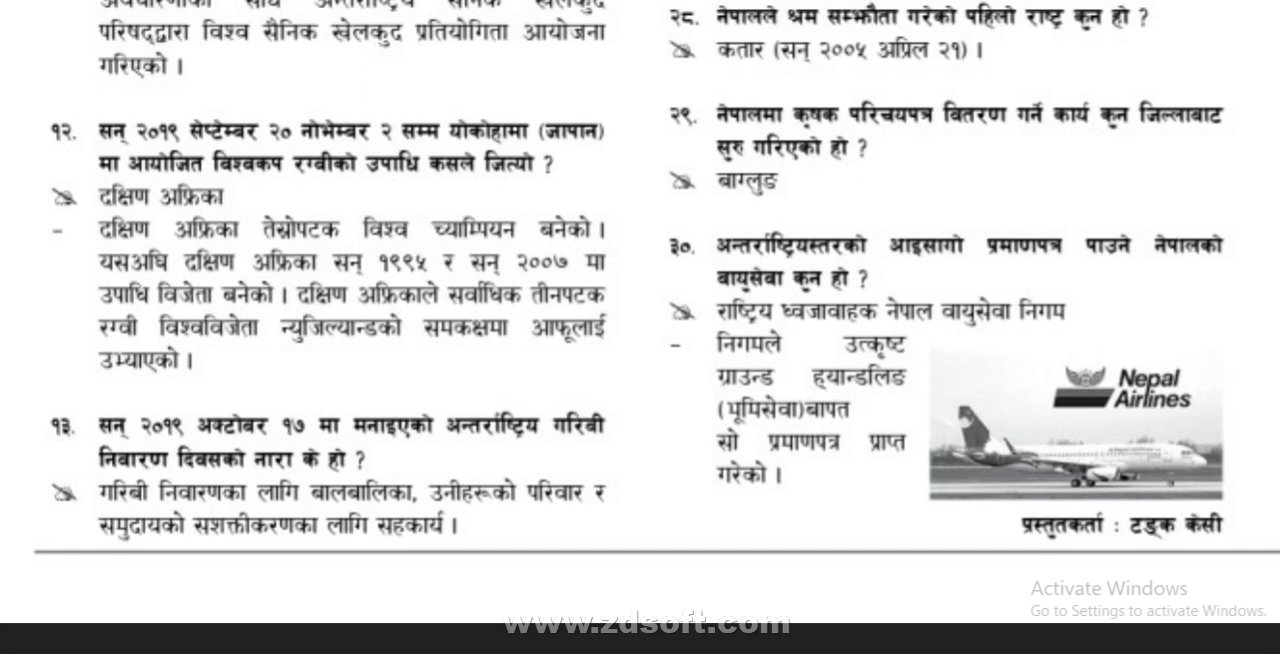 परिषद्द्वारा विश्व सैनिक खेलकुद प्रतियोगिता आयोजना
गरिएको ।
१२. सन् २०१९ सेप्टेम्बर २० नोभेम्बर २ सम्म योकोहामा (जापान)
मा आयोजित विश्वकप रग्वीको उपाधि कसले जित्यो ?
दक्षिण अफ्रिका
- दक्षिण अफ्रिका तेस्रोपटक विश्व च्याम्पियन बनेको ।
यसअघि दक्षिण अफ्रिका सन् १९९५ र सन् २००७ मा
उपाधि विजेता बनेको । दक्षिण अफ्रिकाले सर्वाधिक तीनपटक
रग्वी विश्वविजेता न्युजिल्यान्डको समकक्षमा आफूलाई
उभ्याएको ।
१३. सन् २०१९ अक्टोबर १७ मा मनाइएको अन्तर्राष्ट्रिय गरिबी
निवारण दिवसको नारा के हो ?
गरिबी निवारणका लागि बालबालिका, उनीहरूको परिवार र
समुदायको सशक्तीकरणका लागि सहकार्य ।
२८. नेपालले श्रम सम्झौता गरेको पहिलो राष्ट्र कुन हो ?
कतार (सन् २००५ अप्रिल २१) ।
२९. नेपालमा कृषक परिचयपत्र वितरण गर्ने कार्य कुन जिल्लाबाट
सुरु गरिएको हो ?
बाग्लुङ
३०. अन्तर्राष्ट्रियस्तरको आइसागो प्रमाणपत्र पाउने नेपालको
वायुसेवा कुन हो ?
राष्ट्रिय ध्वजावाहक नेपाल वायुसेवा निगम
- निगमले उत्कृष्ट
ग्राउन्ड ह्यान्डलिङ
(भूमिसेवा)बापत
सो प्रमाणपत्र प्राप्त
गरेको ।
Nepal
Airlines
प्रस्तुतकर्ता : टङ्क केसी
Activate Windows
Go to Settings to activate Windows.
www.zdsoft.com